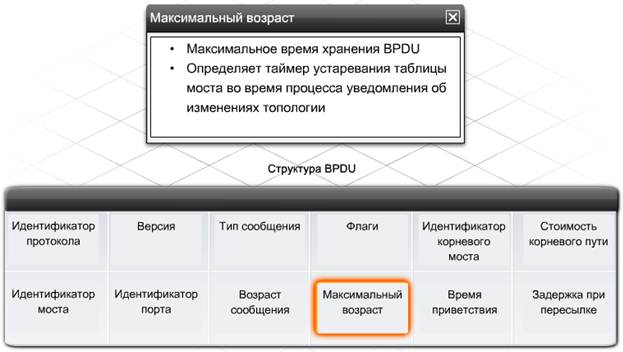 Максимальный возраст
• Максимальное время хранения BPDU
• Определяет таймер устаревания таблицы
моста во время процесса уведомления об
изменениях топологии
Структура BPDU
Идентификатор протокола
Версия
Тип сообщения
Флаги
Идентификатор корневого моста
Стоимость корневого пути
Идентификатор моста
Идентификатор порта
Возраст сообщения
Максимальный возраст
Время приветствия
Задержка при пересылке